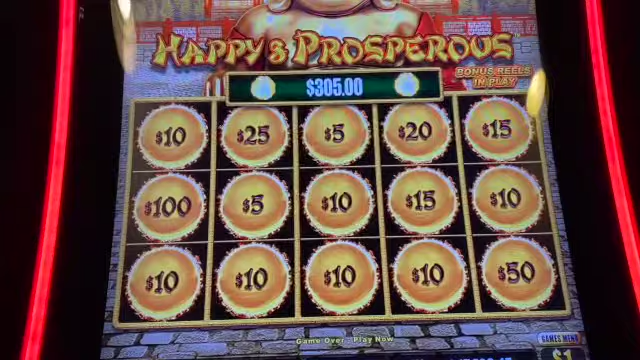 HAPPY & PROSPEROUS
BONUS REELS
IN PLAY
$305.00
$10 $25 $5 $20 $15
$100 $5 $10 $15 $10
$10 $10 $10 $10 $50
Game Over Play Now
GAMES MENU